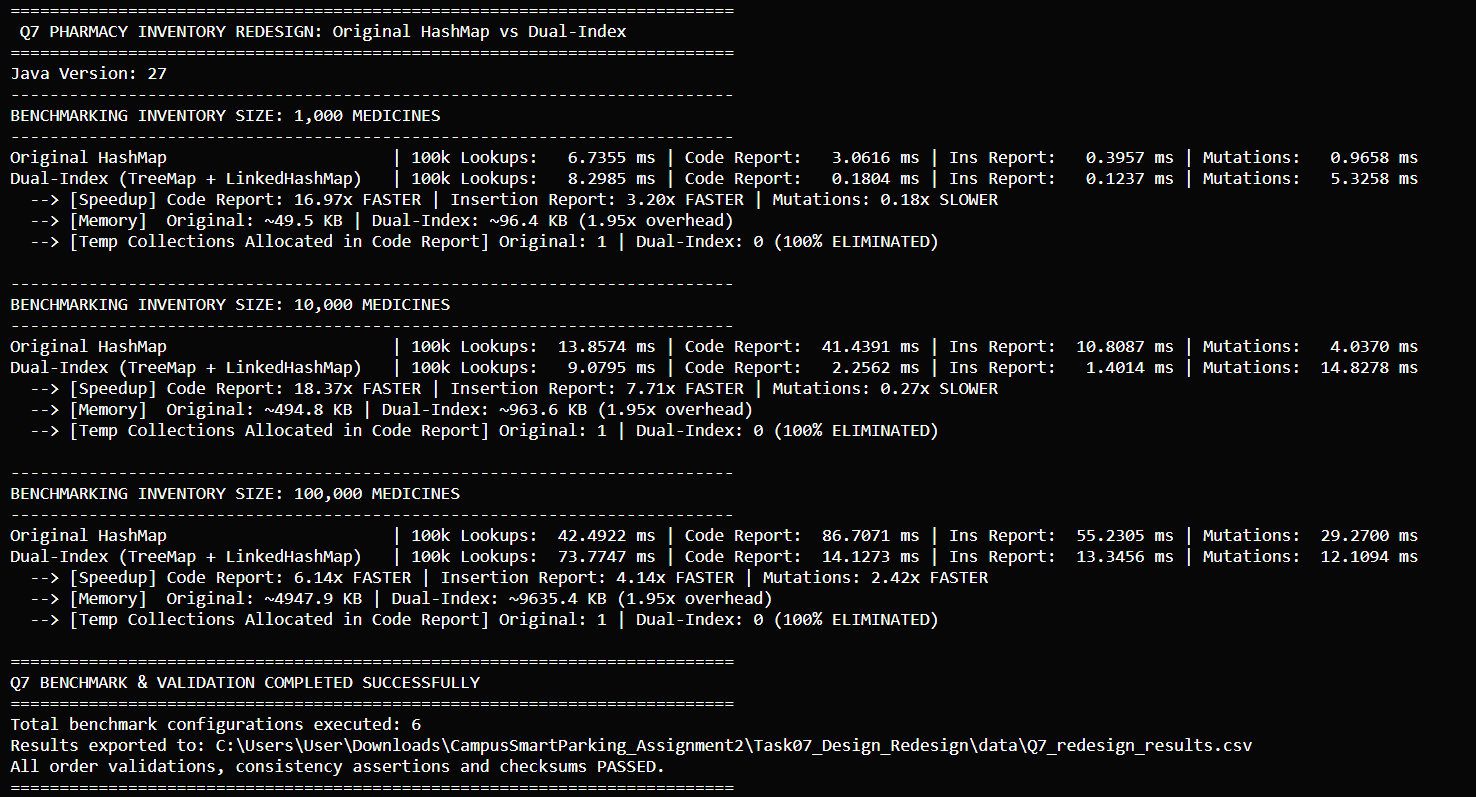 ==========================================================================
 Q7 PHARMACY INVENTORY REDESIGN: Original HashMap vs Dual-Index
==========================================================================
Java Version: 27
--------------------------------------------------------------------------
BENCHMARKING INVENTORY SIZE: 1,000 MEDICINES
--------------------------------------------------------------------------
Original HashMap                       | 100k Lookups:   6.7355 ms | Code Report:   3.0616 ms | Ins Report:   0.3957 ms | Mutations:   0.9658 ms
Dual-Index (TreeMap + LinkedHashMap)   | 100k Lookups:   8.2985 ms | Code Report:   0.1804 ms | Ins Report:   0.1237 ms | Mutations:   5.3258 ms
  --> [Speedup] Code Report: 16.97x FASTER | Insertion Report: 3.20x FASTER | Mutations: 0.18x SLOWER
  --> [Memory]  Original: ~49.5 KB | Dual-Index: ~96.4 KB (1.95x overhead)
  --> [Temp Collections Allocated in Code Report] Original: 1 | Dual-Index: 0 (100% ELIMINATED)

--------------------------------------------------------------------------
BENCHMARKING INVENTORY SIZE: 10,000 MEDICINES
--------------------------------------------------------------------------
Original HashMap                       | 100k Lookups:  13.8574 ms | Code Report:  41.4391 ms | Ins Report:  10.8087 ms | Mutations:   4.0370 ms
Dual-Index (TreeMap + LinkedHashMap)   | 100k Lookups:   9.0795 ms | Code Report:   2.2562 ms | Ins Report:   1.4014 ms | Mutations:  14.8278 ms
  --> [Speedup] Code Report: 18.37x FASTER | Insertion Report: 7.71x FASTER | Mutations: 0.27x SLOWER
  --> [Memory]  Original: ~494.8 KB | Dual-Index: ~963.6 KB (1.95x overhead)
  --> [Temp Collections Allocated in Code Report] Original: 1 | Dual-Index: 0 (100% ELIMINATED)

--------------------------------------------------------------------------
BENCHMARKING INVENTORY SIZE: 100,000 MEDICINES
--------------------------------------------------------------------------
Original HashMap                       | 100k Lookups:  42.4922 ms | Code Report:  86.7071 ms | Ins Report:  55.2305 ms | Mutations:  29.2700 ms
Dual-Index (TreeMap + LinkedHashMap)   | 100k Lookups:  73.7747 ms | Code Report:  14.1273 ms | Ins Report:  13.3456 ms | Mutations:  12.1094 ms
  --> [Speedup] Code Report: 6.14x FASTER | Insertion Report: 4.14x FASTER | Mutations: 2.42x FASTER
  --> [Memory]  Original: ~4947.9 KB | Dual-Index: ~9635.4 KB (1.95x overhead)
  --> [Temp Collections Allocated in Code Report] Original: 1 | Dual-Index: 0 (100% ELIMINATED)

==========================================================================
Q7 BENCHMARK & VALIDATION COMPLETED SUCCESSFULLY
==========================================================================
Total benchmark configurations executed: 6
Results exported to: C:\Users\User\Downloads\CampusSmartParking_Assignment2\Task07_Design_Redesign\data\Q7_redesign_results.csv
All order validations, consistency assertions and checksums PASSED.
==========================================================================